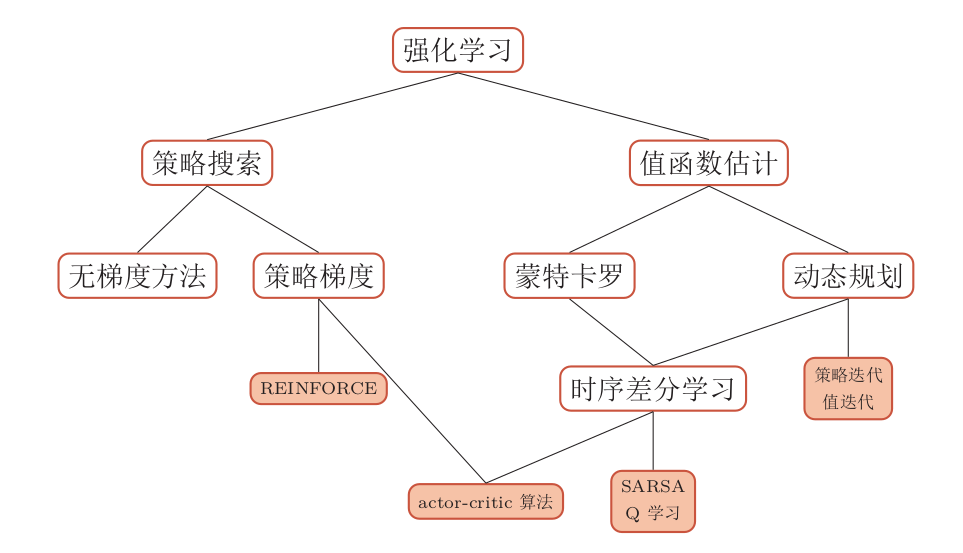 强化学习
策略搜索
值函数估计
无梯度方法
策略梯度
蒙特卡罗
动态规划
REINFORCE
时序差分学习
策略迭代
值迭代
actor-critic 算法
SARSA
Q 学习